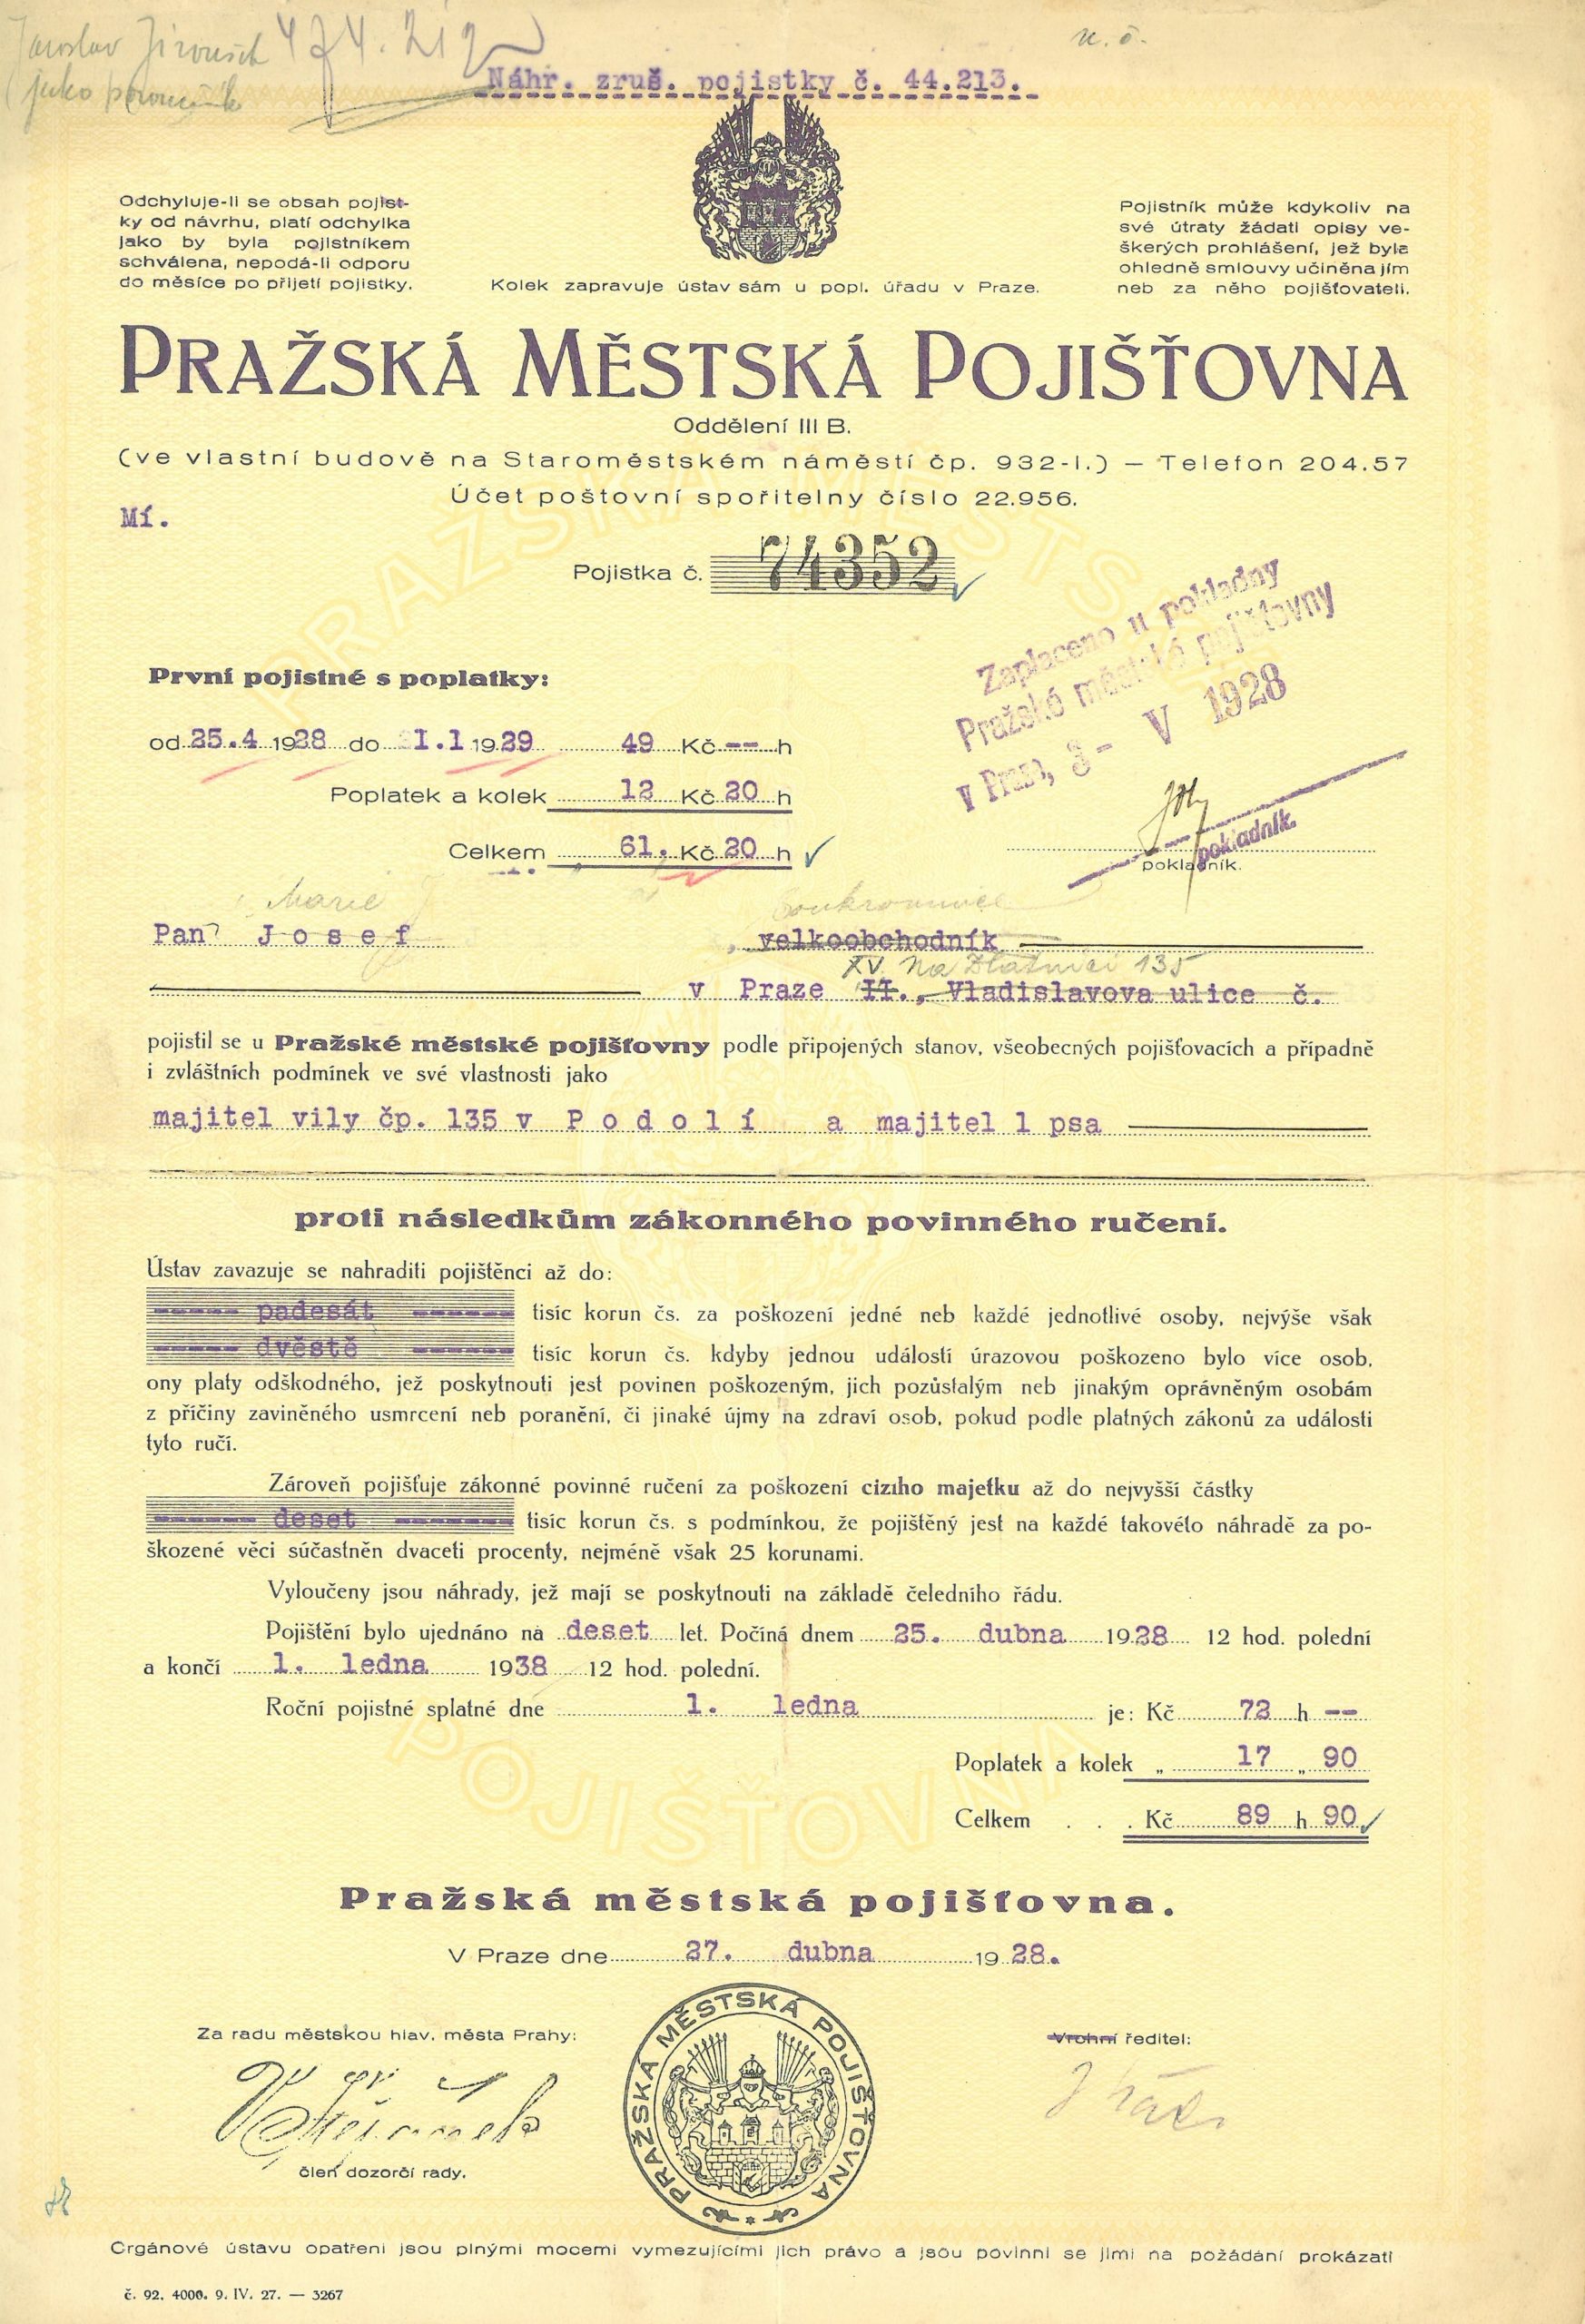 Jaroslav Jiroušek 474.219
jako poručník
n. ö.
Náhr. zruš. pojistky č. 44.213.
Odchyluje-li se obsah pojist-
ky od návrhu, platí odchylka
jako by byla pojistníkem
schválena, nepodá-li odporu
do měsíce po přijetí pojistky.
Kolek zapravuje ústav sám u popl. úřadu v Praze.
Pojistník může kdykoliv na
své útraty žádati opisy ve-
škerých prohlášení, jež byla
ohledně smlouvy učiněna jím
neb za něho pojišťovateli.
PRAŽSKÁ MĚSTSKÁ POJIŠŤOVNA
Oddělení III B.
(ve vlastní budově na Staroměstském náměstí čp. 932-I.) — Telefon 204.57
Účet poštovní spořitelny číslo 22.956.
Mí.
Pojistka č. 74352
Zaplaceno u pokladny
Pražské městské pojišťovny
v Praze, 3 - V 1928
pokladník.
pokladník.
První pojistné s poplatky:
od 25.4 1928 do 1.1 1929 49 Kč -- h
Poplatek a kolek 12 Kč 20 h
Celkem 61. Kč 20 h
Marie soukromnice
Pan Josef velkoobchodník
XV. Na Zlatnici 135
v Praze II., Vladislavova ulice č.
pojistil se u Pražské městské pojišťovny podle připojených stanov, všeobecných pojišťovacích a případně
i zvláštních podmínek ve své vlastnosti jako
majitel vily čp. 135 v Podolí a majitel 1 psa
proti následkům zákonného povinného ručení.
Ústav zavazuje se nahraditi pojištěnci až do:
----- padesát ------ tisíc korun čs. za poškození jedné neb každé jednotlivé osoby, nejvýše však
----- dvěstě ------ tisíc korun čs. kdyby jednou událostí úrazovou poškozeno bylo více osob,
ony platy odškodného, jež poskytnouti jest povinen poškozeným, jich pozůstalým neb jinakým oprávněným osobám
z příčiny zaviněného usmrcení neb poranění, či jinaké újmy na zdraví osob, pokud podle platných zákonů za události
tyto ručí.
Zároveň pojišťuje zákonné povinné ručení za poškození cizího majetku až do nejvyšší částky
------ deset ------- tisíc korun čs. s podmínkou, že pojištěný jest na každé takovéto náhradě za po-
škozené věci súčastněn dvaceti procenty, nejméně však 25 korunami.
Vyloučeny jsou náhrady, jež mají se poskytnouti na základě čeledního řádu.
Pojištění bylo ujednáno na deset let. Počíná dnem 25. dubna 1928 12 hod. polední
a končí 1. ledna 1938 12 hod. polední.
Roční pojistné splatné dne 1. ledna je: Kč 72 h --
Poplatek a kolek „ 17 „ 90
Celkem . . . Kč 89 h 90
Pražská městská pojišťovna.
V Praze dne 27. dubna 1928.
Za radu městskou hlav. města Prahy:
člen dozorčí rady.
PRAŽSKÁ MĚSTSKÁ POJIŠŤOVNA
Vrchní ředitel:
Orgánové ústavu opatřeni jsou plnými mocemi vymezujícími jich právo a jsou povinni se jimi na požádání prokázati
č. 92. 4000. 9. IV. 27. — 3267